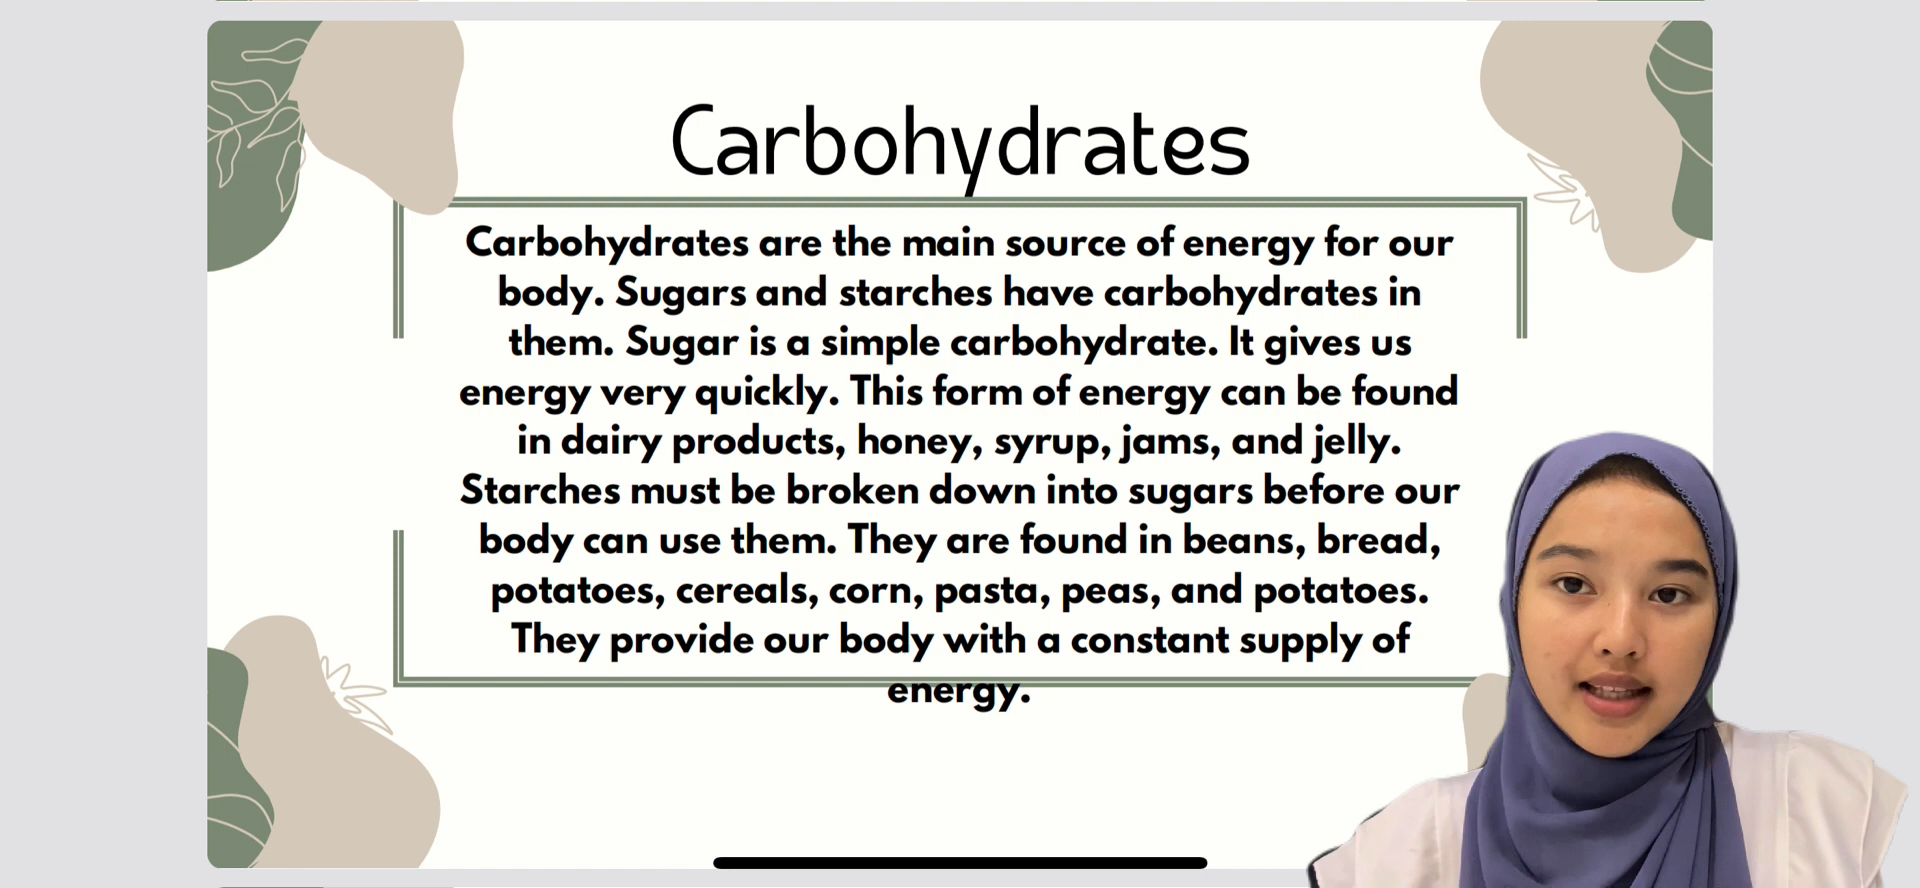 Carbohydrates
Carbohydrates are the main source of energy for our
body. Sugars and starches have carbohydrates in
them. Sugar is a simple carbohydrate. It gives us
energy very quickly. This form of energy can be found
in dairy products, honey, syrup, jams, and jelly.
Starches must be broken down into sugars before our
body can use them. They are found in beans, bread,
potatoes, cereals, corn, pasta, peas, and potatoes.
They provide our body with a constant supply of
energy.